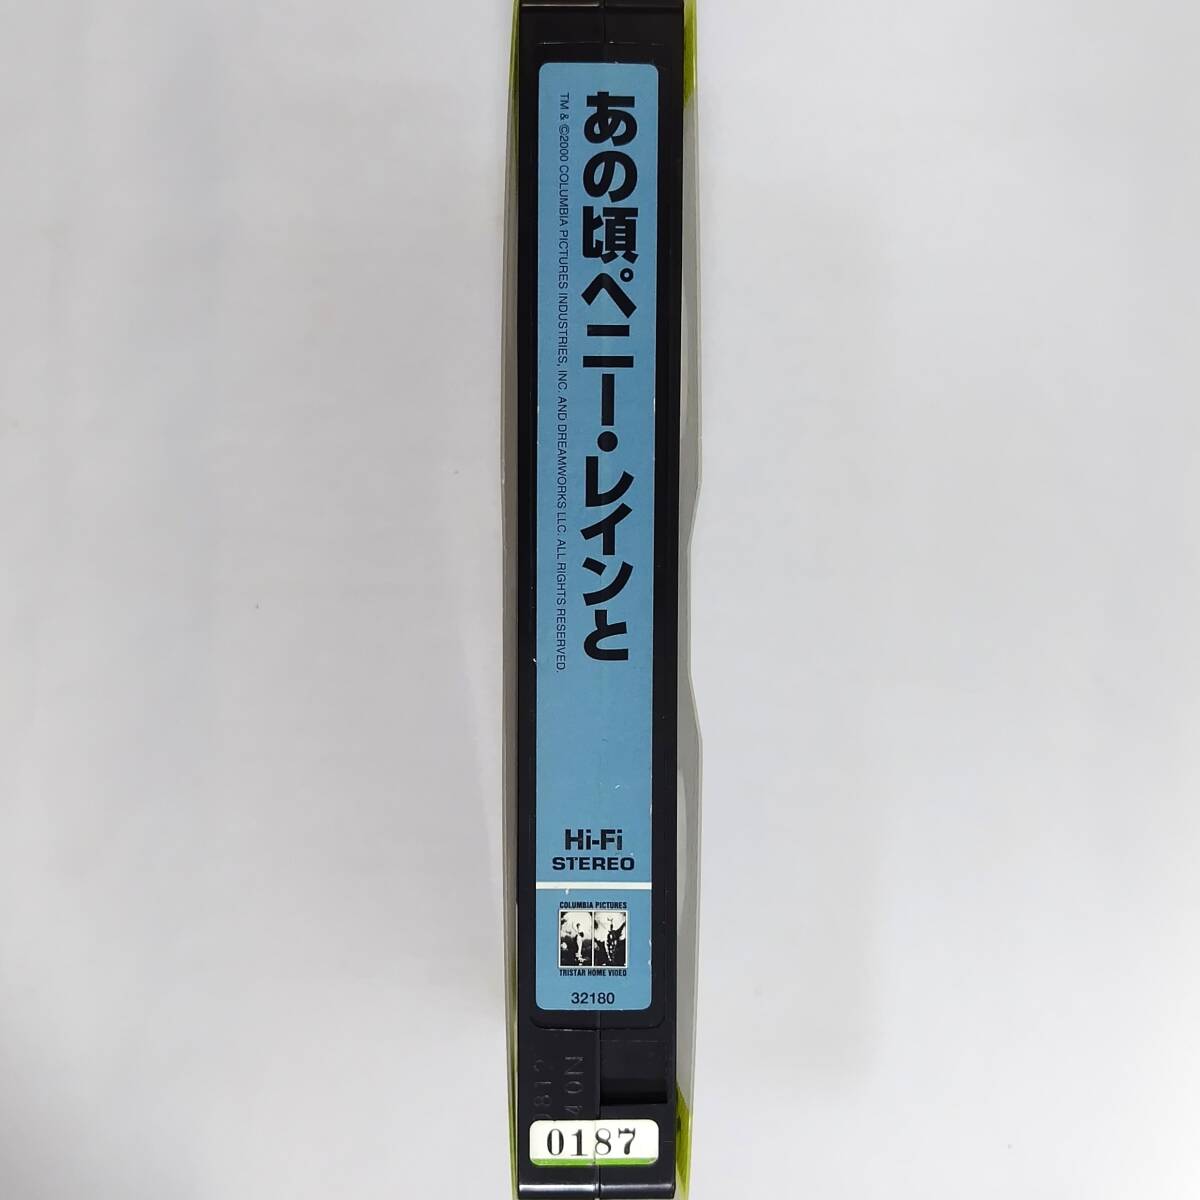 あの頃ペニー・レインと
TM & ©2000 COLUMBIA PICTURES INDUSTRIES, INC. AND DREAMWORKS LLC. ALL RIGHTS RESERVED.
Hi-Fi
STEREO
COLUMBIA PICTURES
TRISTAR HOME VIDEO
32180
0187